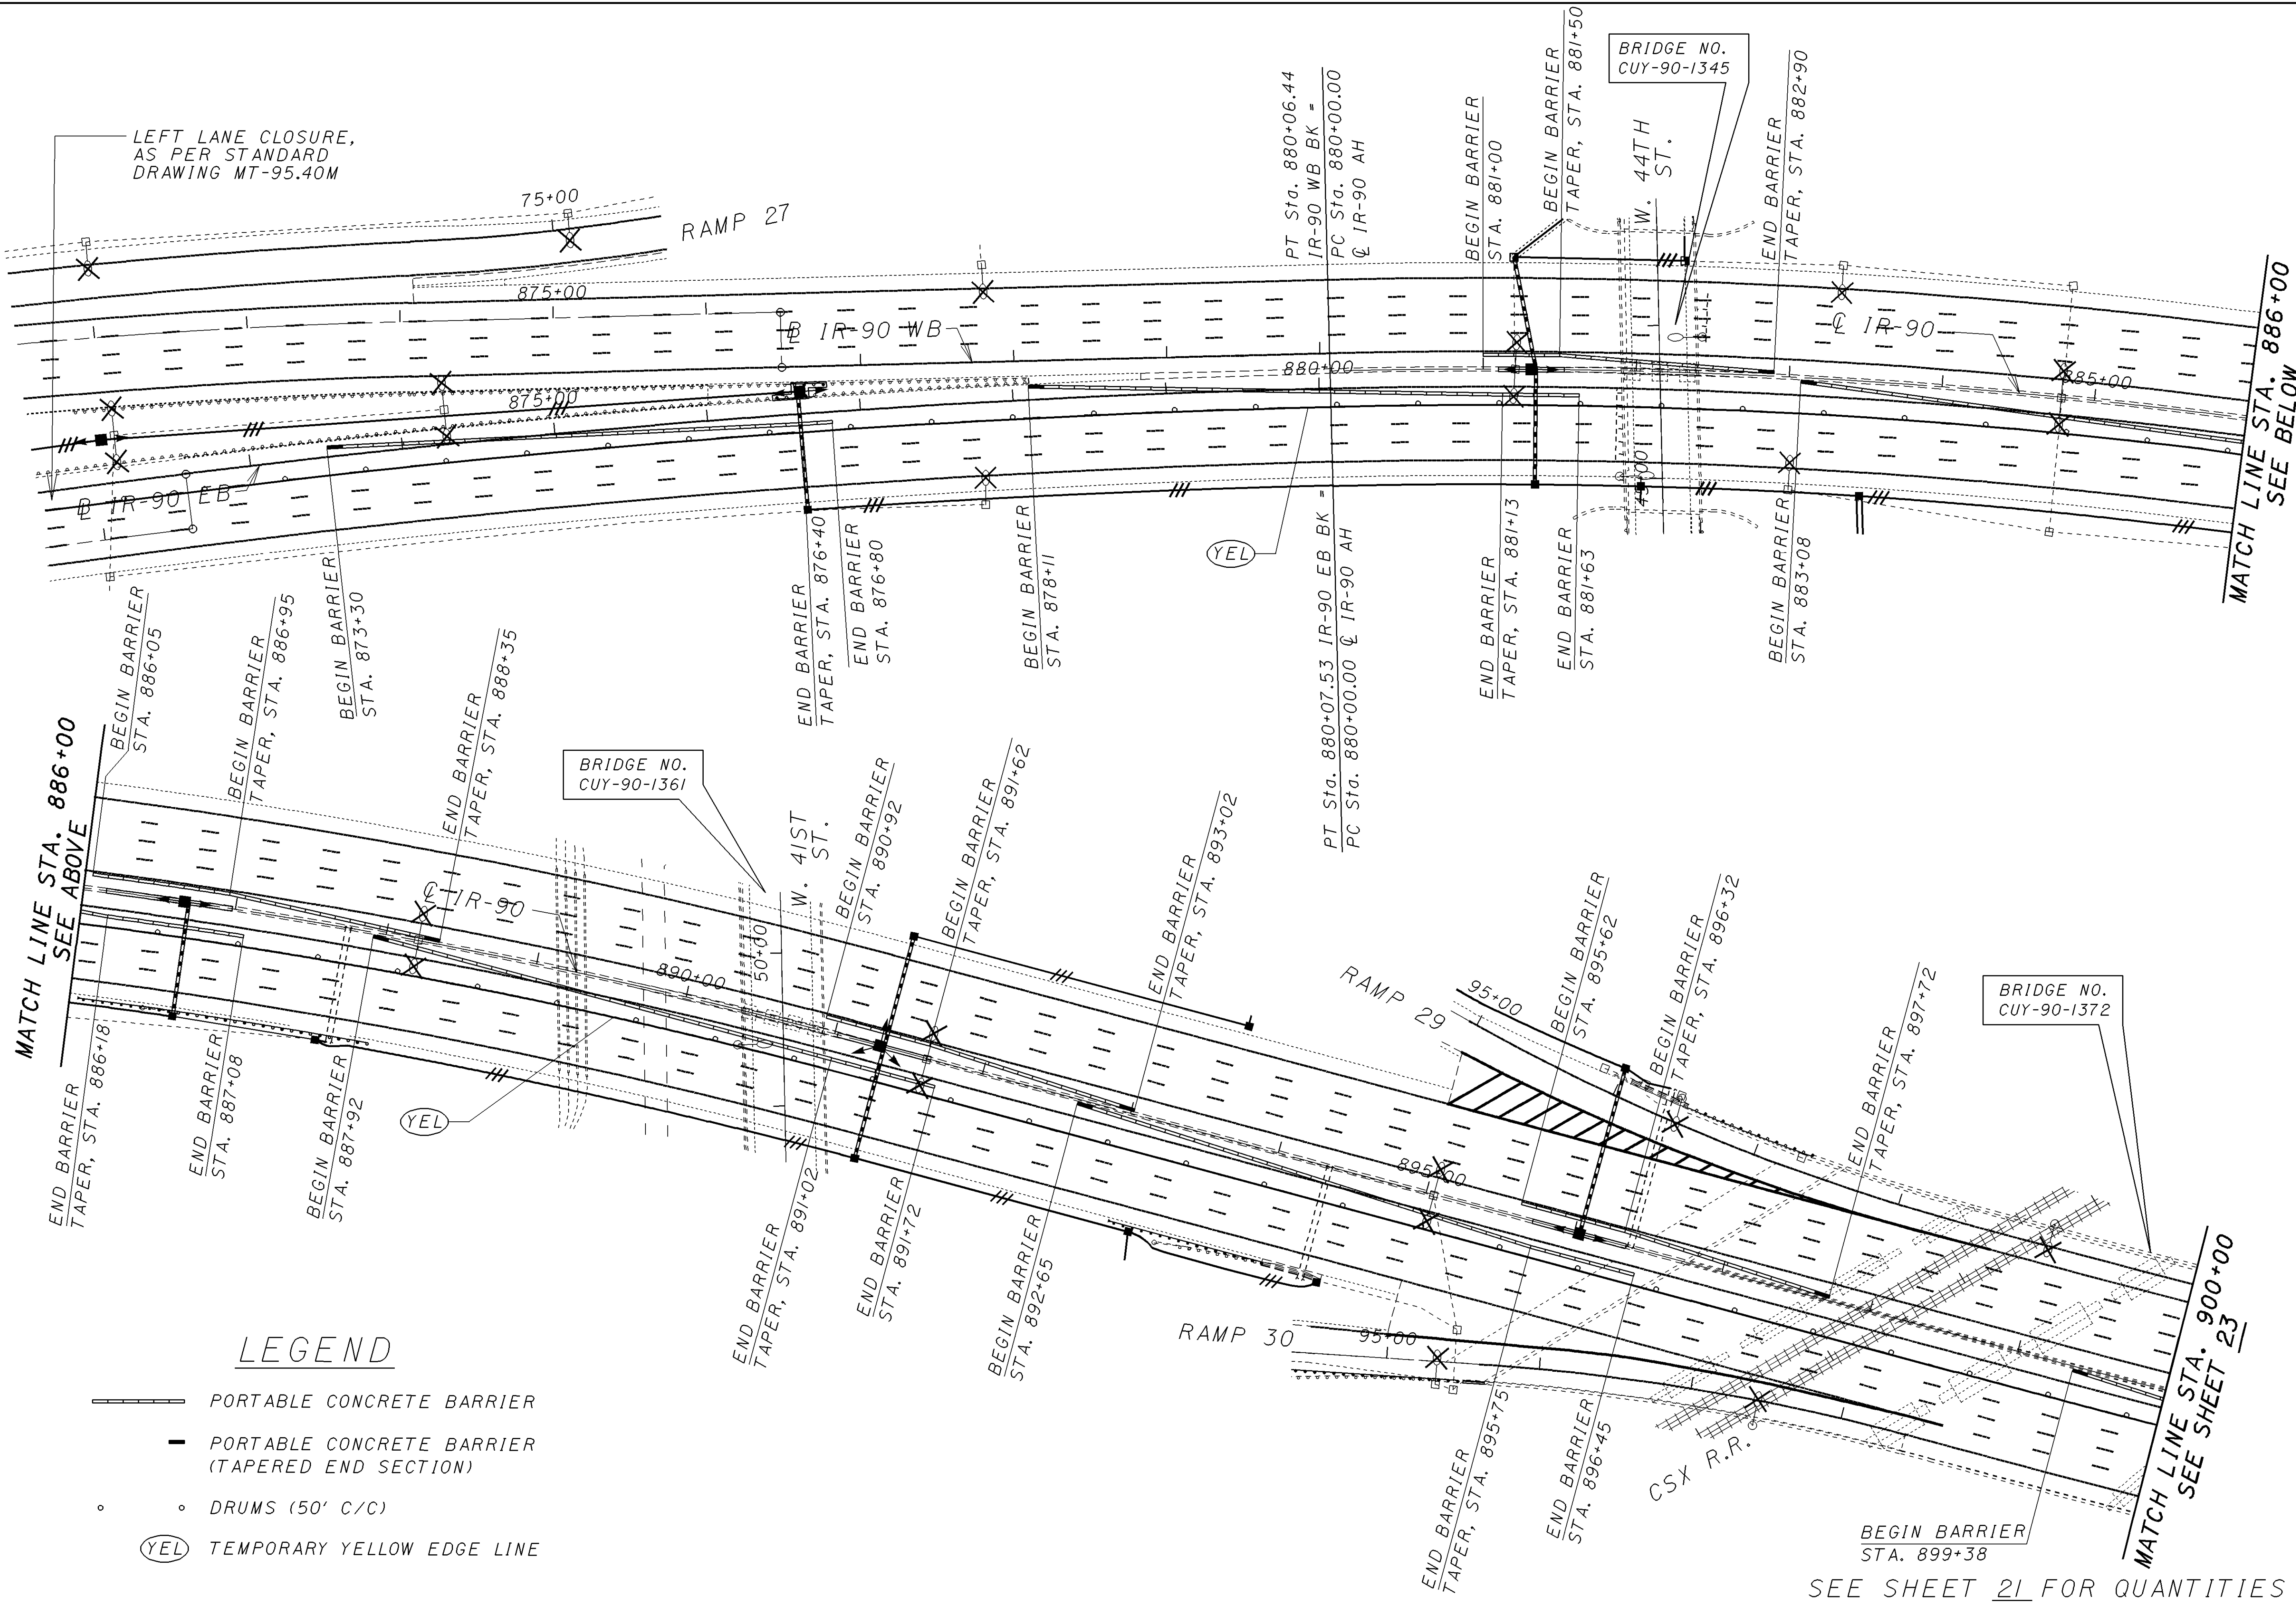 LEFT LANE CLOSURE,
AS PER STANDARD
DRAWING MT-95.40M
75+00
RAMP 27
875+00
℄ IR-90 WB
875+00
℄ IR-90 EB
PT Sta. 880+06.44
IR-90 WB BK =
PC Sta. 880+00.00
℄ IR-90 AH
BEGIN BARRIER
STA. 881+00
BEGIN BARRIER
TAPER, STA. 881+50
BRIDGE NO.
CUY-90-1345
W. 44TH
ST.
END BARRIER
TAPER, STA. 882+90
880+00
℄ IR-90
885+00
MATCH LINE STA. 886+00
SEE BELOW
BEGIN BARRIER
STA. 873+30
END BARRIER
TAPER, STA. 876+40
END BARRIER
STA. 876+80
BEGIN BARRIER
STA. 878+11
YEL
PT Sta. 880+07.53 IR-90 EB BK =
PC Sta. 880+00.00 ℄ IR-90 AH
END BARRIER
TAPER, STA. 881+13
END BARRIER
STA. 881+63
BEGIN BARRIER
STA. 883+08
MATCH LINE STA. 886+00
SEE ABOVE
BEGIN BARRIER
STA. 886+05
BEGIN BARRIER
TAPER, STA. 886+95
END BARRIER
TAPER, STA. 888+35
℄ IR-90
BRIDGE NO.
CUY-90-1361
890+00
50+00
W. 41ST
ST.
BEGIN BARRIER
STA. 890+92
BEGIN BARRIER
TAPER, STA. 891+62
END BARRIER
TAPER, STA. 893+02
RAMP 29
95+00
895+00
BEGIN BARRIER
STA. 895+62
BEGIN BARRIER
TAPER, STA. 896+32
END BARRIER
TAPER, STA. 897+72
BRIDGE NO.
CUY-90-1372
END BARRIER
TAPER, STA. 886+18
END BARRIER
STA. 887+08
BEGIN BARRIER
STA. 887+92
YEL
END BARRIER
TAPER, STA. 891+02
END BARRIER
STA. 891+72
BEGIN BARRIER
STA. 892+65
RAMP 30
95+00
END BARRIER
TAPER, STA. 895+75
END BARRIER
STA. 896+45
CSX R.R.
BEGIN BARRIER
STA. 899+38
MATCH LINE STA. 900+00
SEE SHEET 23
LEGEND
PORTABLE CONCRETE BARRIER
PORTABLE CONCRETE BARRIER
(TAPERED END SECTION)
DRUMS (50' C/C)
YEL TEMPORARY YELLOW EDGE LINE
SEE SHEET 21 FOR QUANTITIES